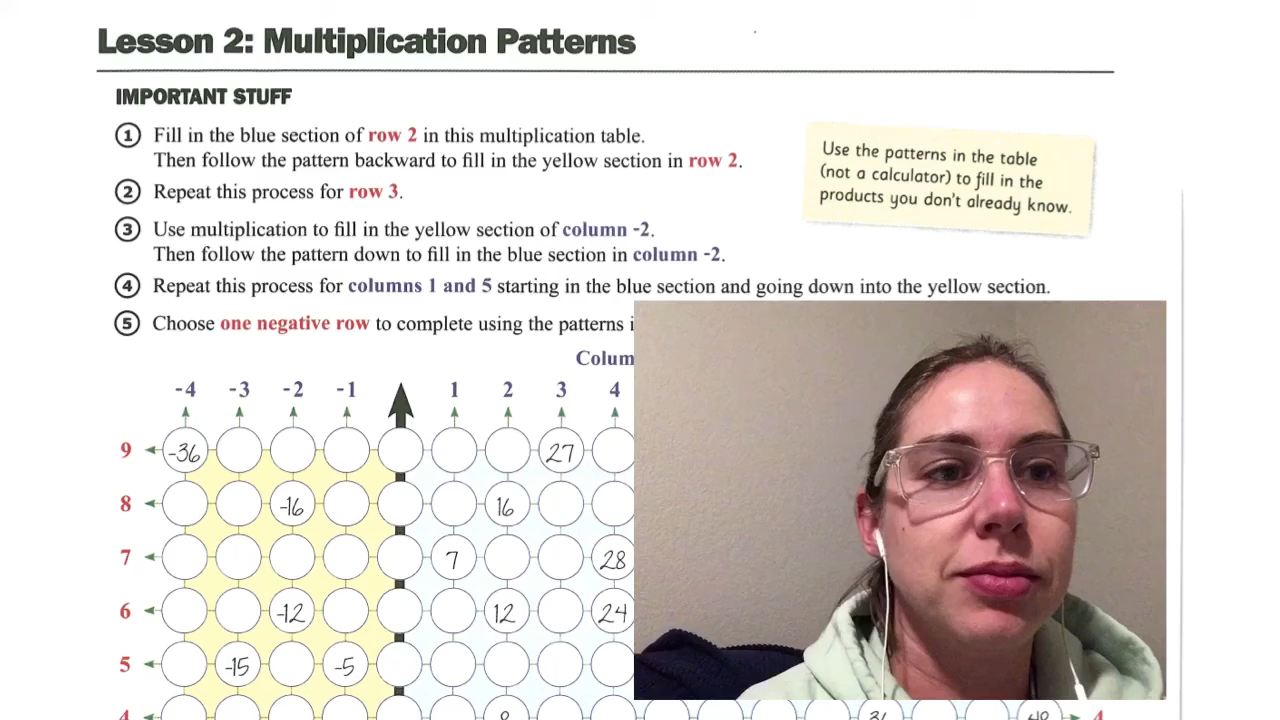 Lesson 2: Multiplication Patterns
IMPORTANT STUFF
1 Fill in the blue section of row 2 in this multiplication table.
Then follow the pattern backward to fill in the yellow section in row 2.
2 Repeat this process for row 3.
3 Use multiplication to fill in the yellow section of column -2.
Then follow the pattern down to fill in the blue section in column -2.
4 Repeat this process for columns 1 and 5 starting in the blue section and going down into the yellow section.
5 Choose one negative row to complete using the patterns
Use the patterns in the table
(not a calculator) to fill in the
products you don't already know.
-4 -3 -2 -1 1 2 3 4
9 -36 27
8 -16 16
7 7 28
6 -12 12 24
5 -15 -5
4